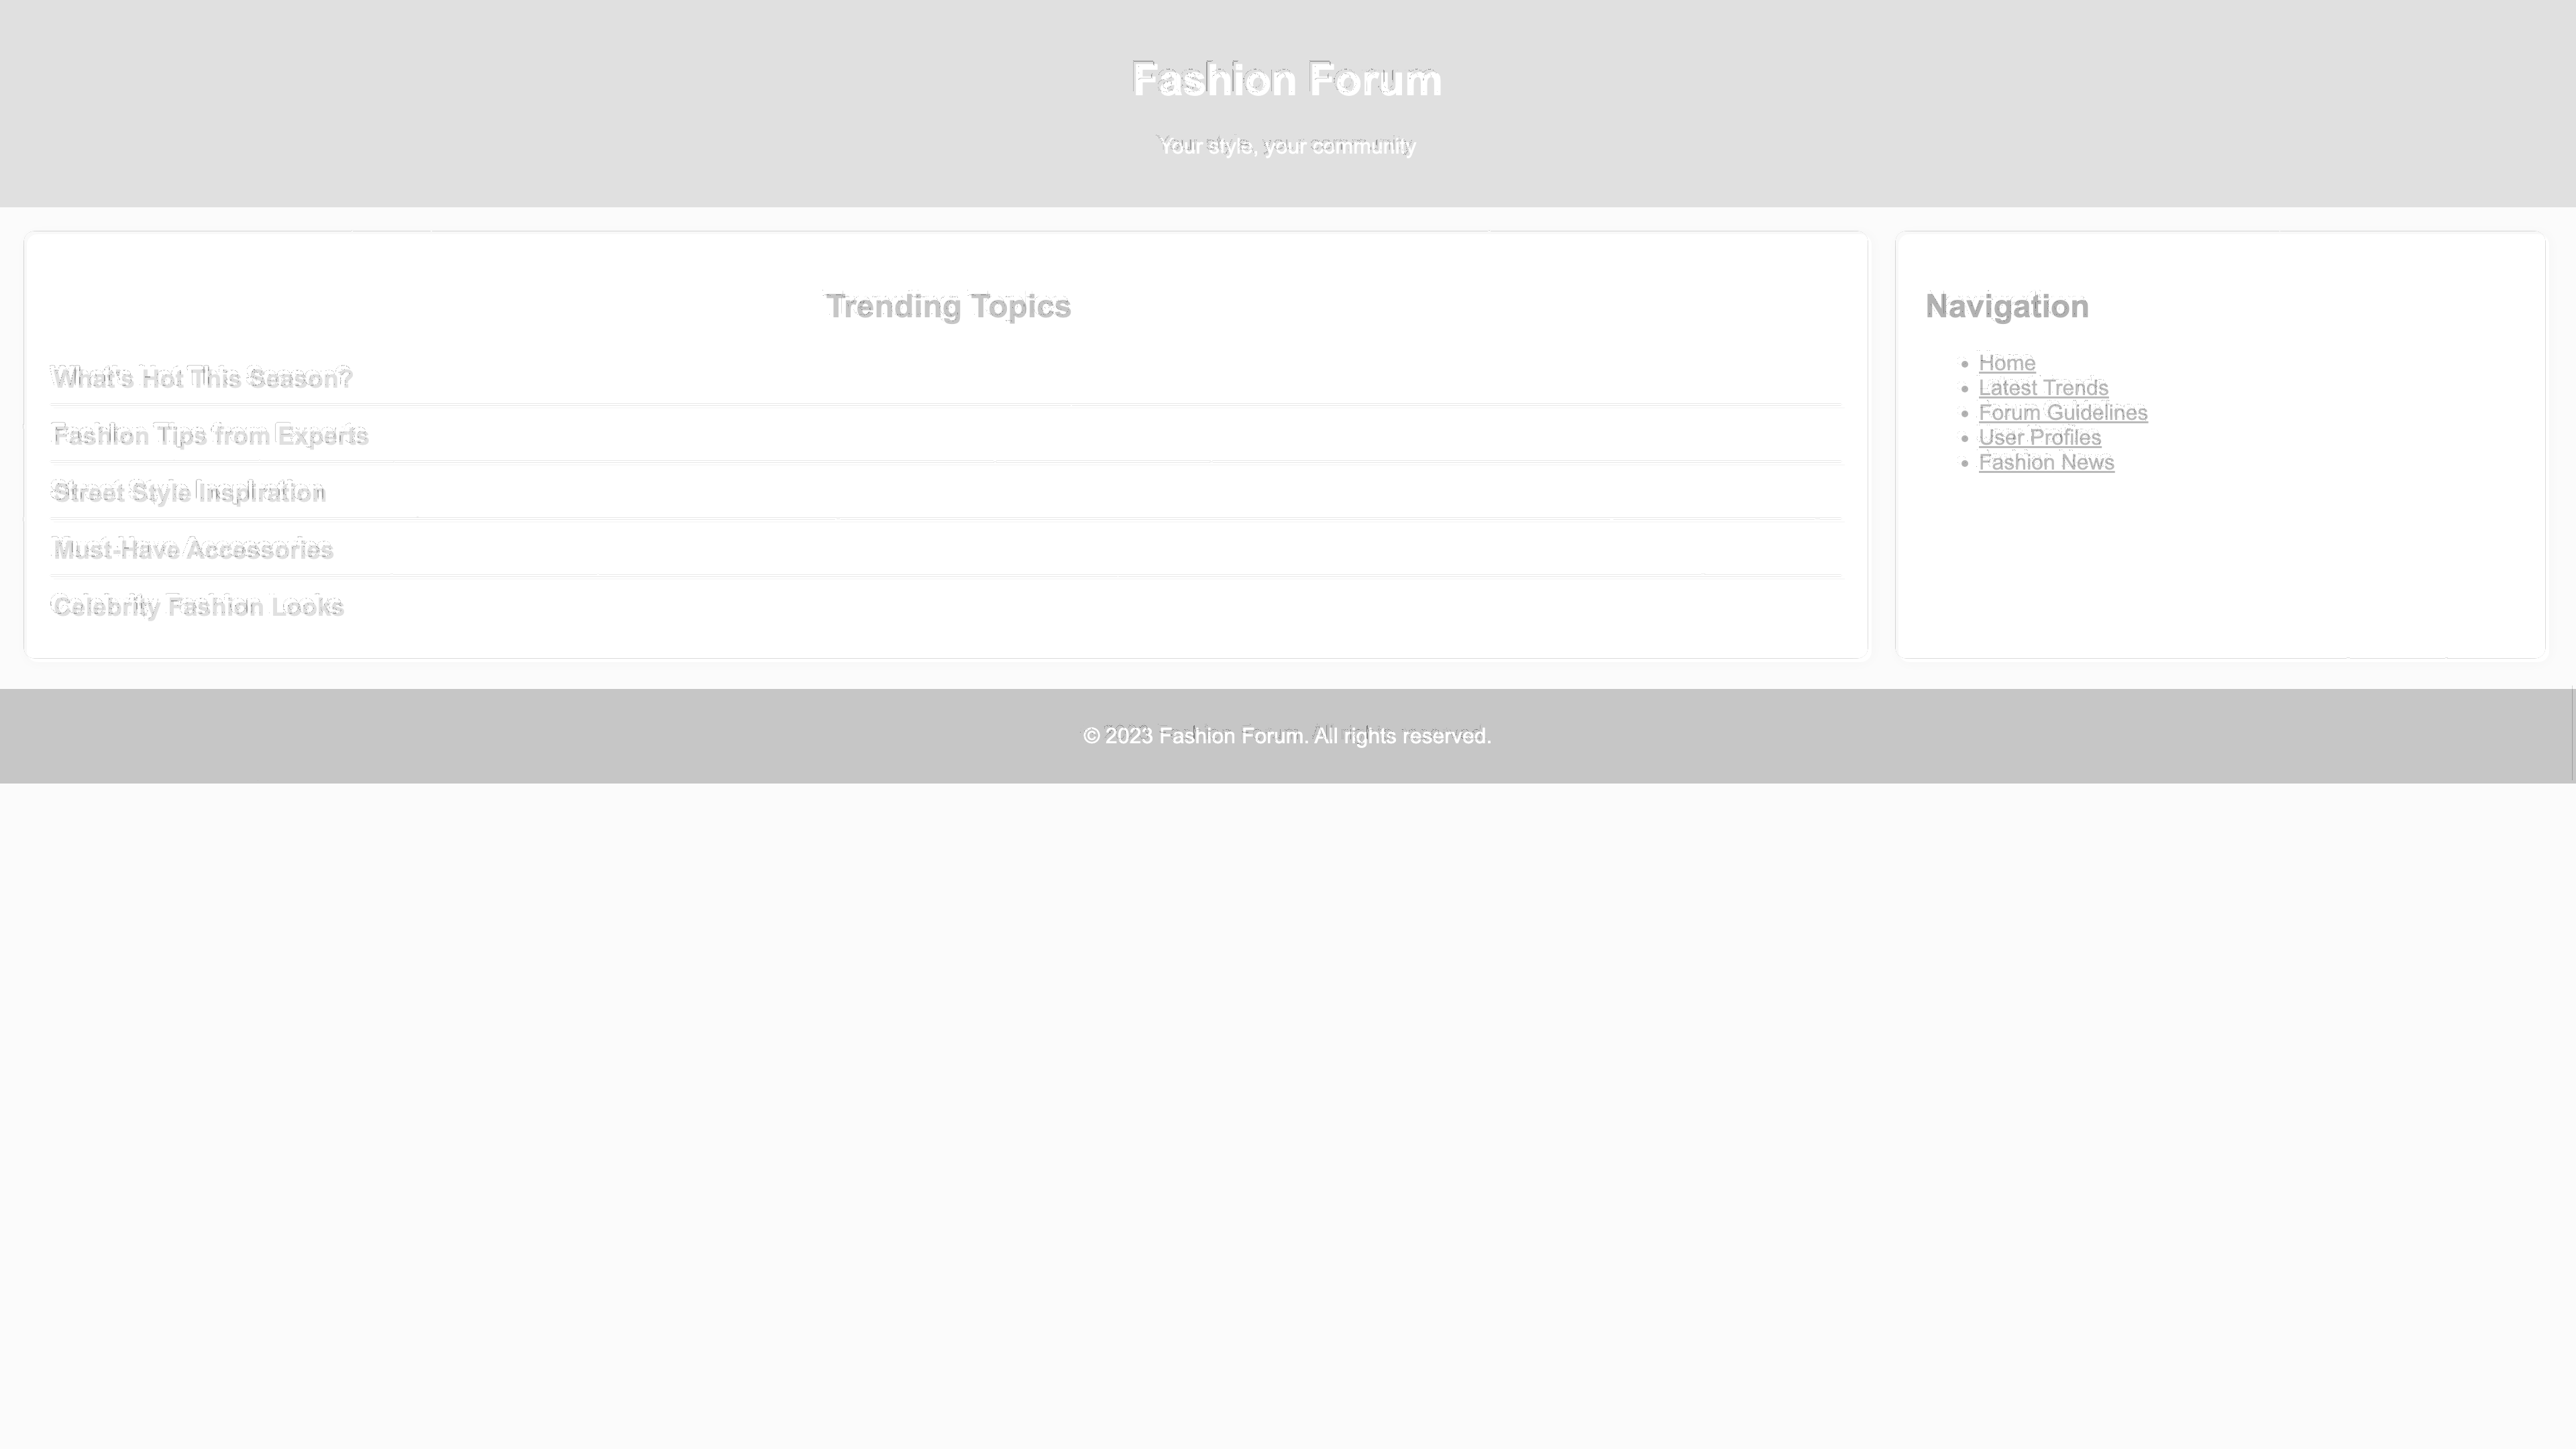 Fashion Forum
Your style, your community
Trending Topics
What's Hot This Season?
Fashion Tips from Experts
Street Style Inspiration
Must-Have Accessories
Celebrity Fashion Looks
Navigation
Home
Latest Trends
Forum Guidelines
User Profiles
Fashion News
© 2023 Fashion Forum. All rights reserved.